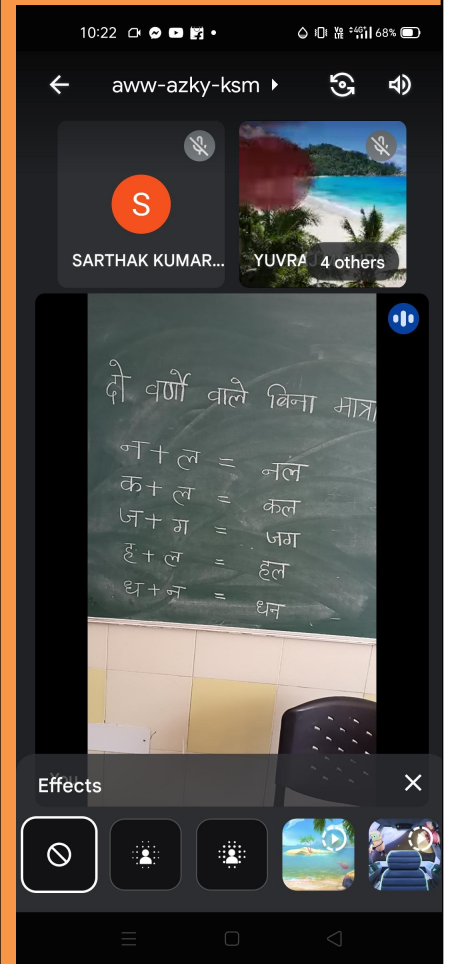 10:22 68%
aww-azky-ksm
S
SARTHAK KUMAR...
YUVRA
4 others
दो वर्णों वाले बिना मात्रा
न + ल = नल
क + ल = कल
ज + ग = जग
ह + ल = हल
ध + न = धन
Effects